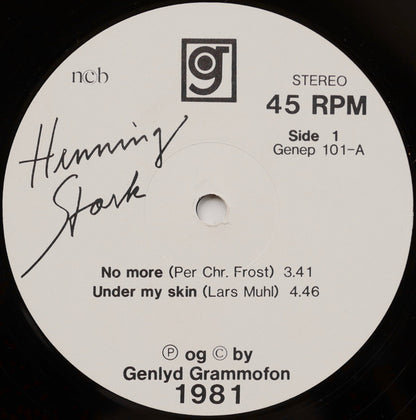 g
ncb
STEREO
45 RPM
Side 1
Genep 101-A
Henning
Stark
No more (Per Chr. Frost) 3.41
Under my skin (Lars Muhl) 4.46
Ⓟ og © by
Genlyd Grammofon
1981